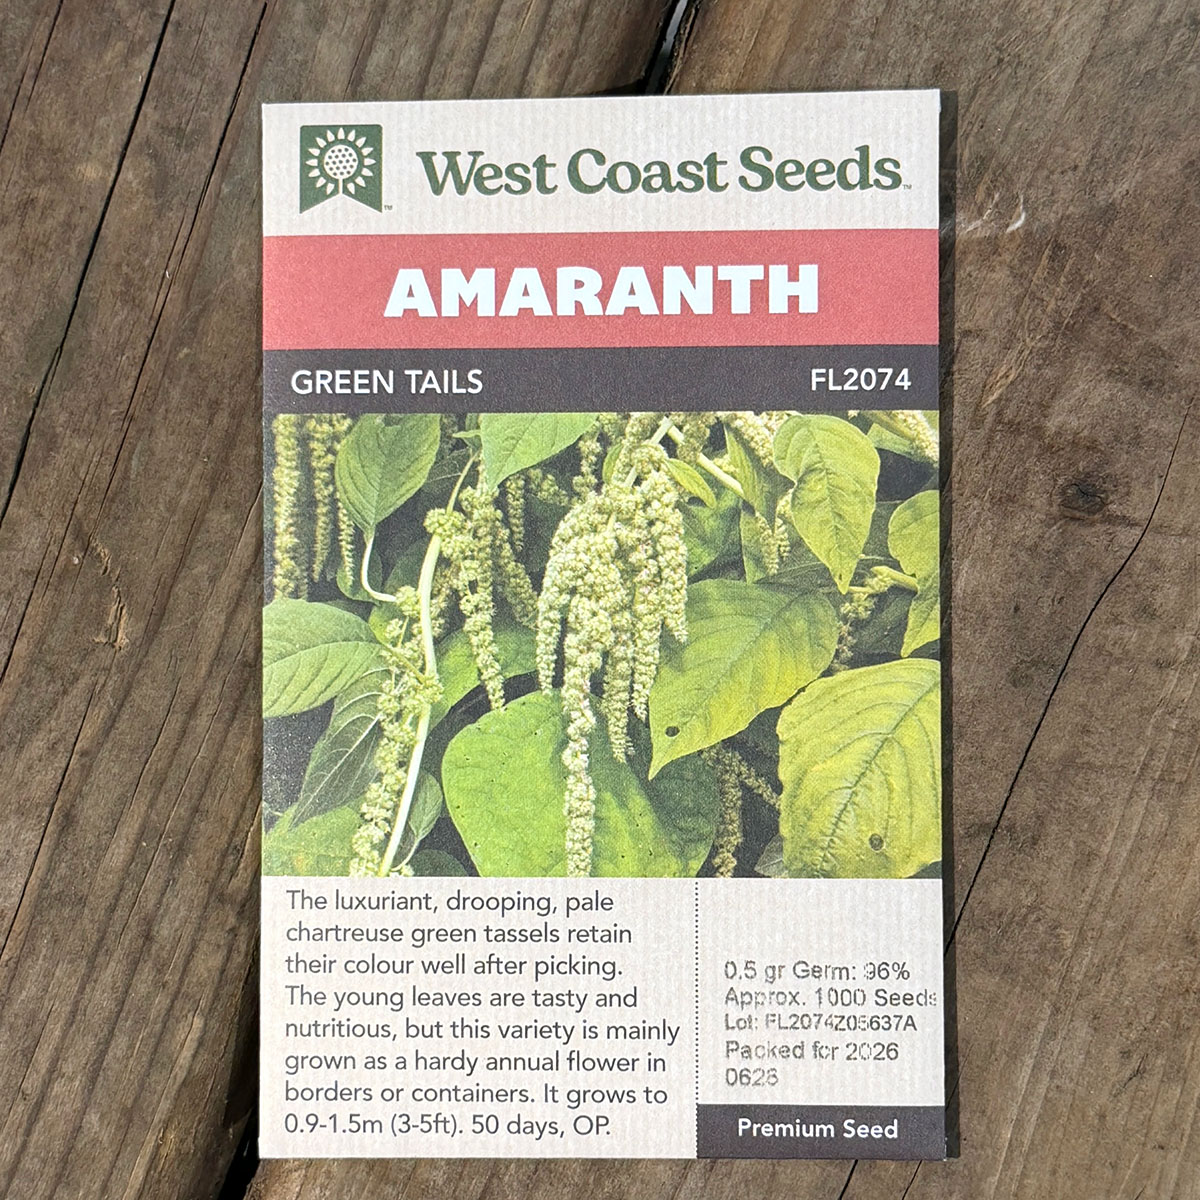 West Coast Seeds™
AMARANTH
GREEN TAILS
FL2074
The luxuriant, drooping, pale
chartreuse green tassels retain
their colour well after picking.
The young leaves are tasty and
nutritious, but this variety is mainly
grown as a hardy annual flower in
borders or containers. It grows to
0.9-1.5m (3-5ft). 50 days, OP.
0.5 gr Germ: 96%
Approx. 1000 Seeds
Lot:
Packed for 2026
Premium Seed